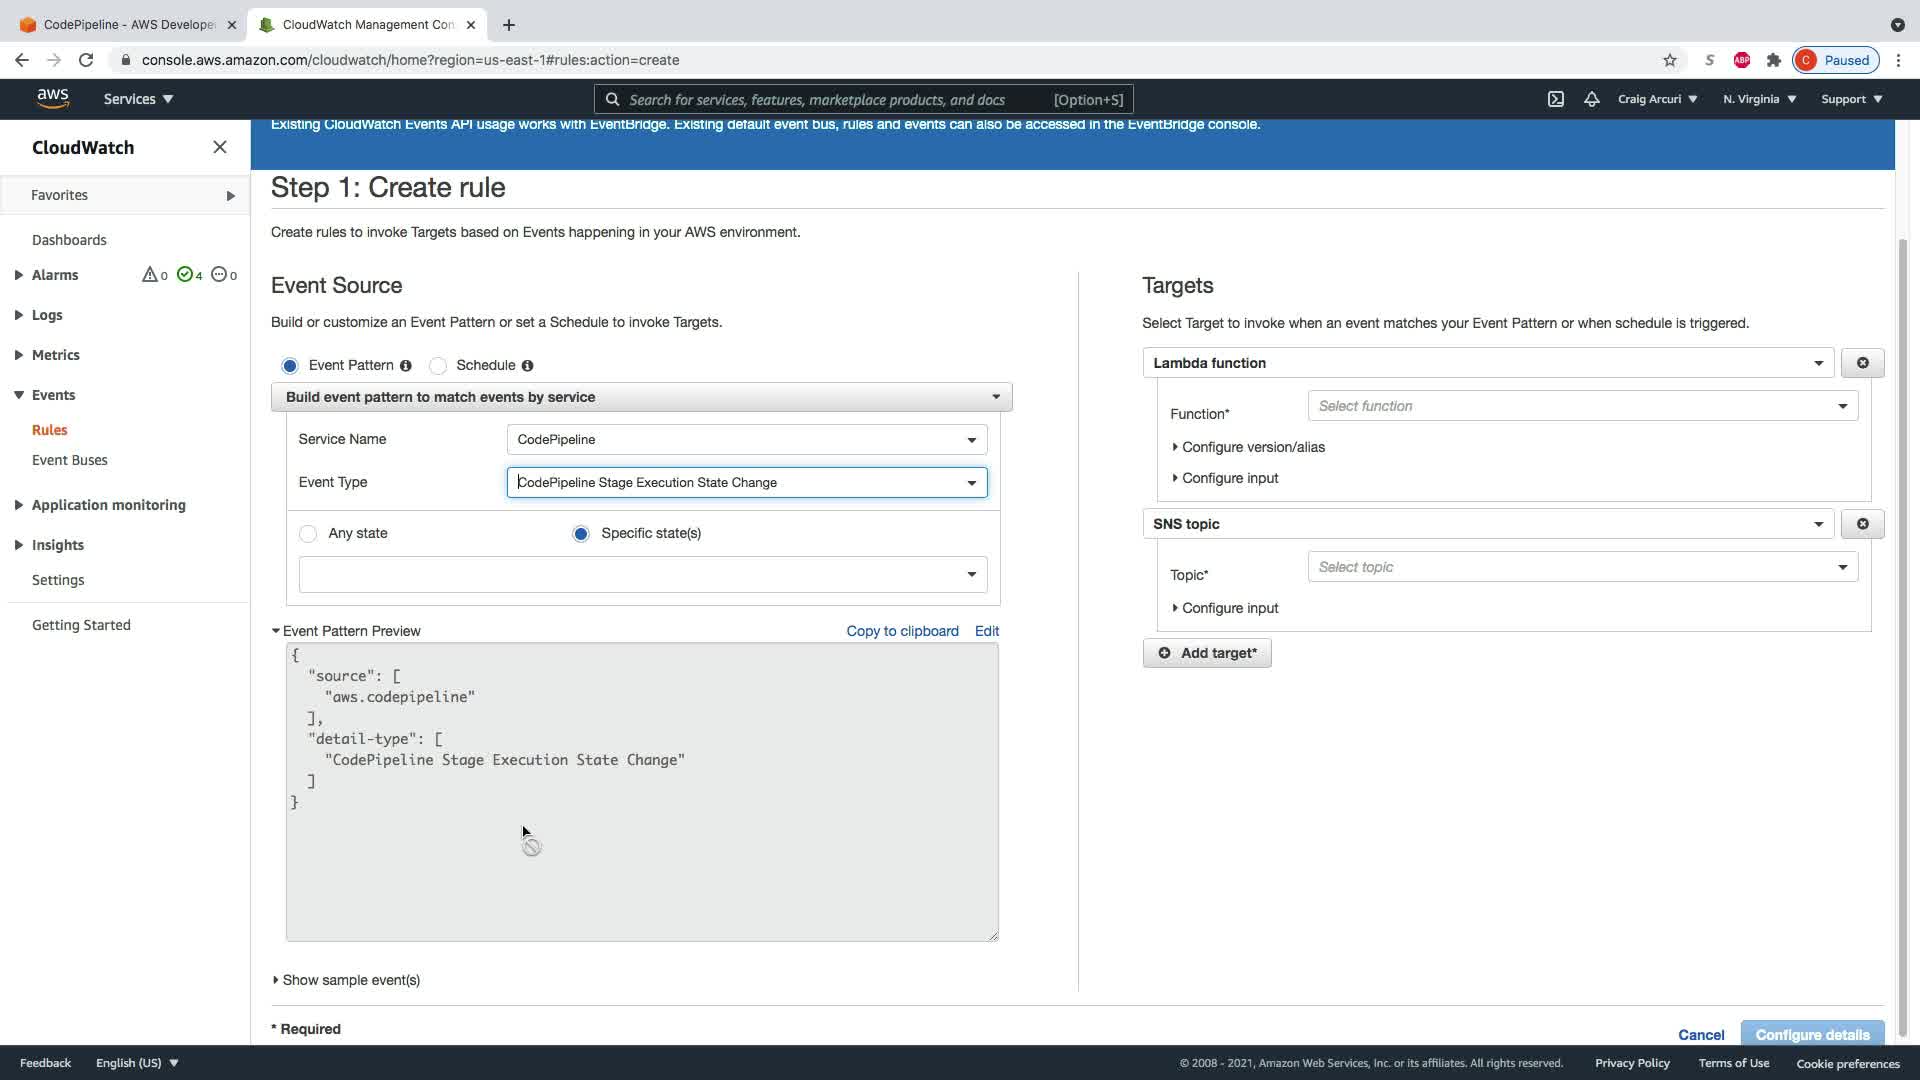 CodePipeline - AWS Develope
CloudWatch Management Con
console.aws.amazon.com/cloudwatch/home?region=us-east-1#rules:action=create
S
ABP
C Paused
aws
Services
Search for services, features, marketplace products, and docs [Option+S]
Craig Arcuri
N. Virginia
Support
CloudWatch
Favorites
Dashboards
Alarms 0 4 0
Logs
Metrics
Events
Rules
Event Buses
Application monitoring
Insights
Settings
Getting Started
Existing CloudWatch Events API usage works with EventBridge. Existing default event bus, rules and events can also be accessed in the EventBridge console.
Step 1: Create rule
Create rules to invoke Targets based on Events happening in your AWS environment.
Event Source
Build or customize an Event Pattern or set a Schedule to invoke Targets.
Event Pattern Schedule
Build event pattern to match events by service
Service Name CodePipeline
Event Type CodePipeline Stage Execution State Change
Any state Specific state(s)
Event Pattern Preview Copy to clipboard Edit
{
"source": [
"aws.codepipeline"
],
"detail-type": [
"CodePipeline Stage Execution State Change"
]
}
Show sample event(s)
* Required
Targets
Select Target to invoke when an event matches your Event Pattern or when schedule is triggered.
Lambda function
Function* Select function
Configure version/alias
Configure input
SNS topic
Topic* Select topic
Configure input
Add target*
Cancel Configure details
Feedback English (US)
© 2008 - 2021, Amazon Web Services, Inc. or its affiliates. All rights reserved. Privacy Policy Terms of Use Cookie preferences